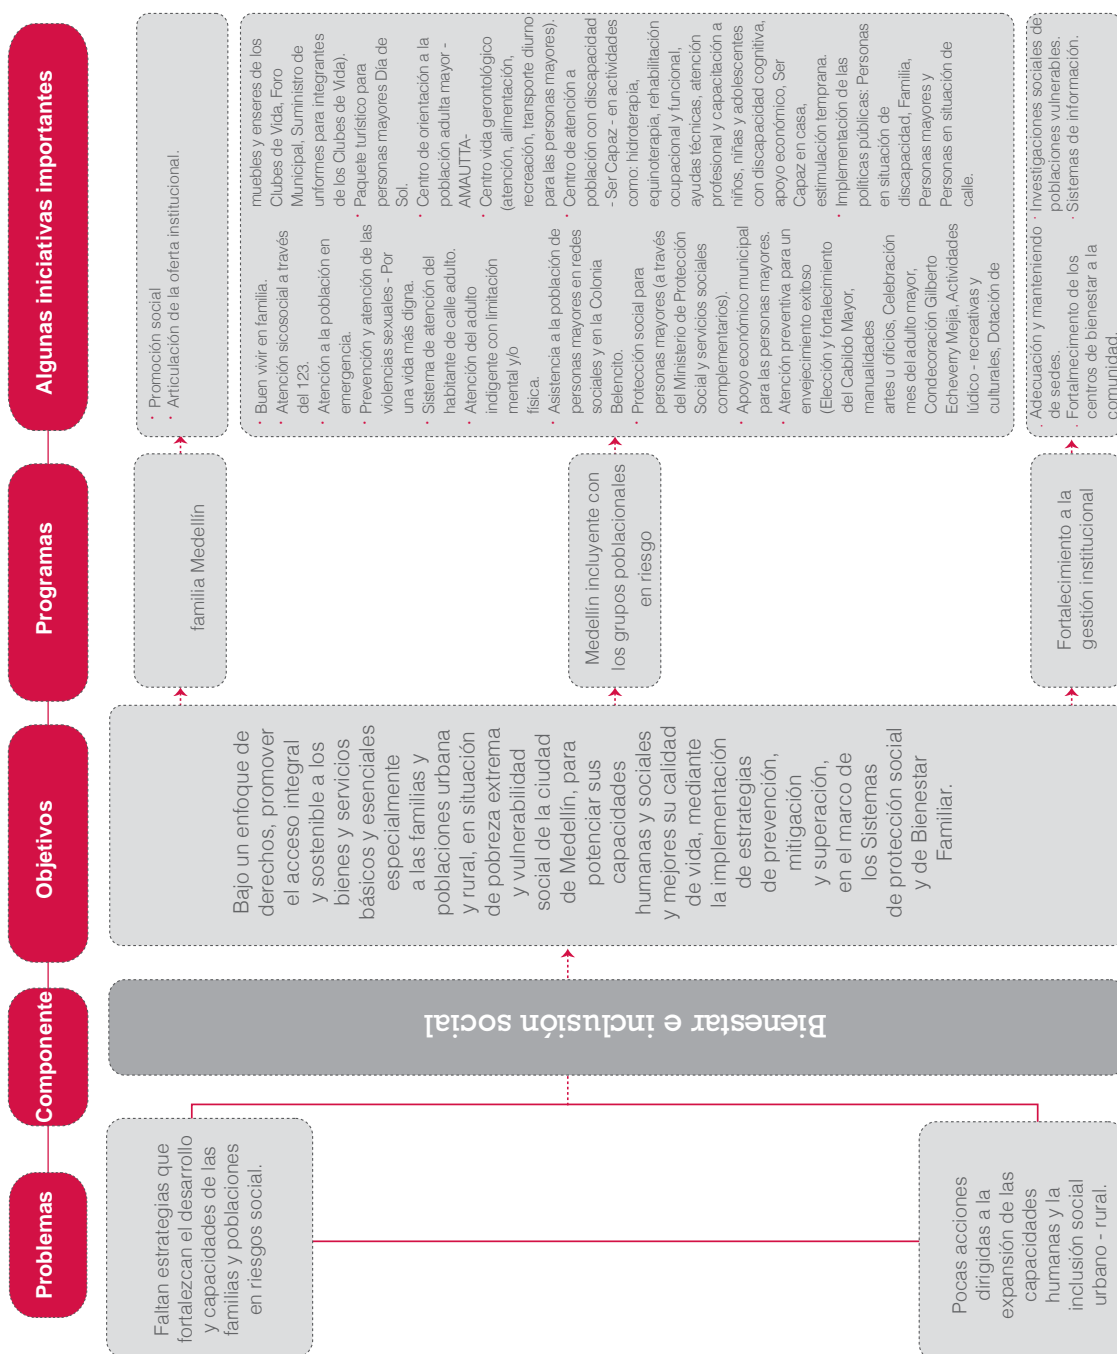 Problemas
Componente
Objetivos
Programas
Algunas iniciativas importantes
Faltan estrategias que
fortalezcan el desarrollo
y capacidades de las
familias y poblaciones
en riesgos social.
Pocas acciones
dirigidas a la
expansión de las
capacidades
humanas y la
inclusión social
urbano - rural.
Bienestar e inclusión social
Bajo un enfoque de
derechos, promover
el acceso integral
y sostenible a los
bienes y servicios
básicos y esenciales
especialmente
a las familias y
poblaciones urbana
y rural, en situación
de pobreza extrema
y vulnerabilidad
social de la ciudad
de Medellín, para
potenciar sus
capacidades
humanas y sociales
y mejores su calidad
de vida, mediante
la implementación
de estrategias
de prevención,
mitigación
y superación,
en el marco de
los Sistemas
de protección social
y de Bienestar
Familiar.
familia Medellín
Medellín incluyente con
los grupos poblacionales
en riesgo
Fortalecimiento a la
gestión institucional
· Promoción social
· Articulación de la oferta institucional.
· Buen vivir en familia.
· Atención sicosocial a través
del 123.
· Atención a la población en
emergencia.
· Prevención y atención de las
violencias sexuales - Por
una vida más digna.
· Sistema de atención del
habitante de calle adulto.
· Atención del adulto
indigente con limitación
mental y/o
física.
· Asistencia a la población de
personas mayores en redes
sociales y en la Colonia
Belencito.
· Protección social para
personas mayores (a través
del Ministerio de Protección
Social y servicios sociales
complementarios).
· Apoyo económico municipal
para las personas mayores.
· Atención preventiva para un
envejecimiento exitoso
(Elección y fortalecimiento
del Cabildo Mayor,
manualidades
artes u oficios, Celebración
mes del adulto mayor,
Condecoración Gilberto
Echeverry Mejía, Actividades
lúdico - recreativas y
culturales, Dotación de
muebles y enseres de los
Clubes de Vida, Foro
Municipal, Suministro de
unformes para integrantes
de los Clubes de Vida).
· Paquete turístico para
personas mayores Día de
Sol.
· Centro de orientación a la
población adulta mayor -
AMAUTTA-
· Centro vida gerontológico
(atención, alimentación,
recreación, transporte diurno
para las personas mayores).
· Centro de atención a
población con discapacidad
- Ser Capaz - en actividades
como: hidroterapia,
equinoterapia, rehabilitación
ocupacional y funcional,
ayudas técnicas, atención
profesional y capacitación a
niños, niñas y adolescentes
con discapacidad cognitiva,
apoyo económico, Ser
Capaz en casa,
estimulación temprana.
· Implementación de las
políticas públicas: Personas
en situación de
discapacidad, Familia,
Personas mayores y
Personas en situación de
calle.
· Adecuación y manteniendo
de sedes.
· Fortalecimento de los
centros de bienestar a la
comunidad.
· Investigaciones sociales de
poblaciones vulnerables.
· Sistemas de información.